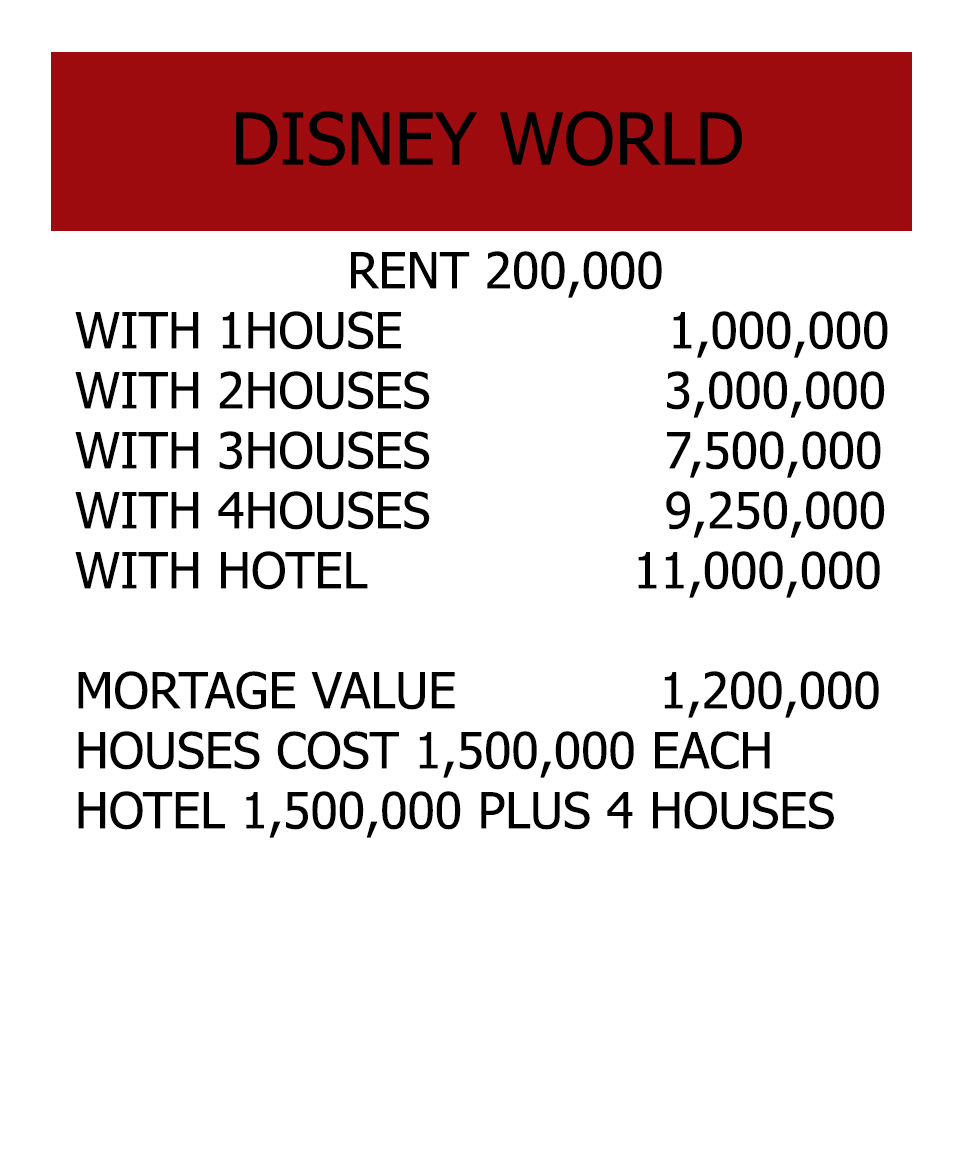 DISNEY WORLD
RENT 200,000
WITH 1HOUSE 1,000,000
WITH 2HOUSES 3,000,000
WITH 3HOUSES 7,500,000
WITH 4HOUSES 9,250,000
WITH HOTEL 11,000,000
MORTAGE VALUE 1,200,000
HOUSES COST 1,500,000 EACH
HOTEL 1,500,000 PLUS 4 HOUSES